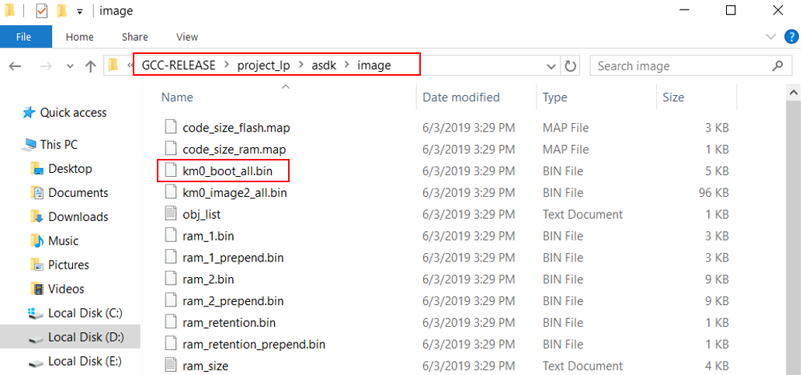 image
File Home Share View
« GCC-RELEASE > project_lp > asdk > image Search image
Name Date modified Type Size
Quick access
This PC
Desktop
Documents
Downloads
Music
Pictures
Videos
Local Disk (C:)
Local Disk (D:)
Local Disk (E:)
code_size_flash.map 6/3/2019 3:29 PM MAP File 3 KB
code_size_ram.map 6/3/2019 3:29 PM MAP File 1 KB
km0_boot_all.bin 6/3/2019 3:29 PM BIN File 5 KB
km0_image2_all.bin 6/3/2019 3:29 PM BIN File 96 KB
obj_list 6/3/2019 3:29 PM Text Document 1 KB
ram_1.bin 6/3/2019 3:29 PM BIN File 3 KB
ram_1_prepend.bin 6/3/2019 3:29 PM BIN File 3 KB
ram_2.bin 6/3/2019 3:29 PM BIN File 9 KB
ram_2_prepend.bin 6/3/2019 3:29 PM BIN File 9 KB
ram_retention.bin 6/3/2019 3:29 PM BIN File 1 KB
ram_retention_prepend.bin 6/3/2019 3:29 PM BIN File 1 KB
ram_size 6/3/2019 3:29 PM Text Document 4 KB